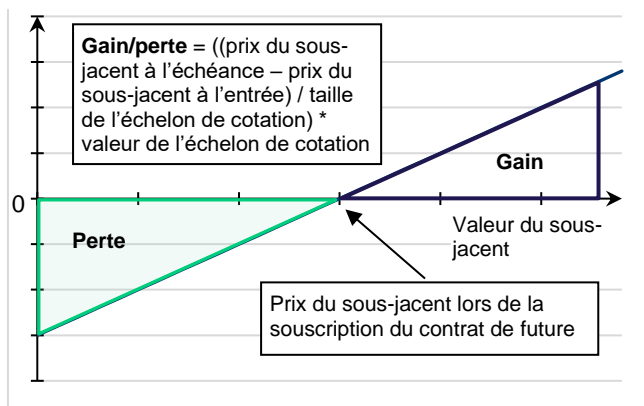 Gain/perte = ((prix du sous-
jacent à l'échéance – prix du
sous-jacent à l'entrée) / taille
de l'échelon de cotation) *
valeur de l'échelon de cotation
Gain
0
Valeur du sous-
jacent
Perte
Prix du sous-jacent lors de la
souscription du contrat de future